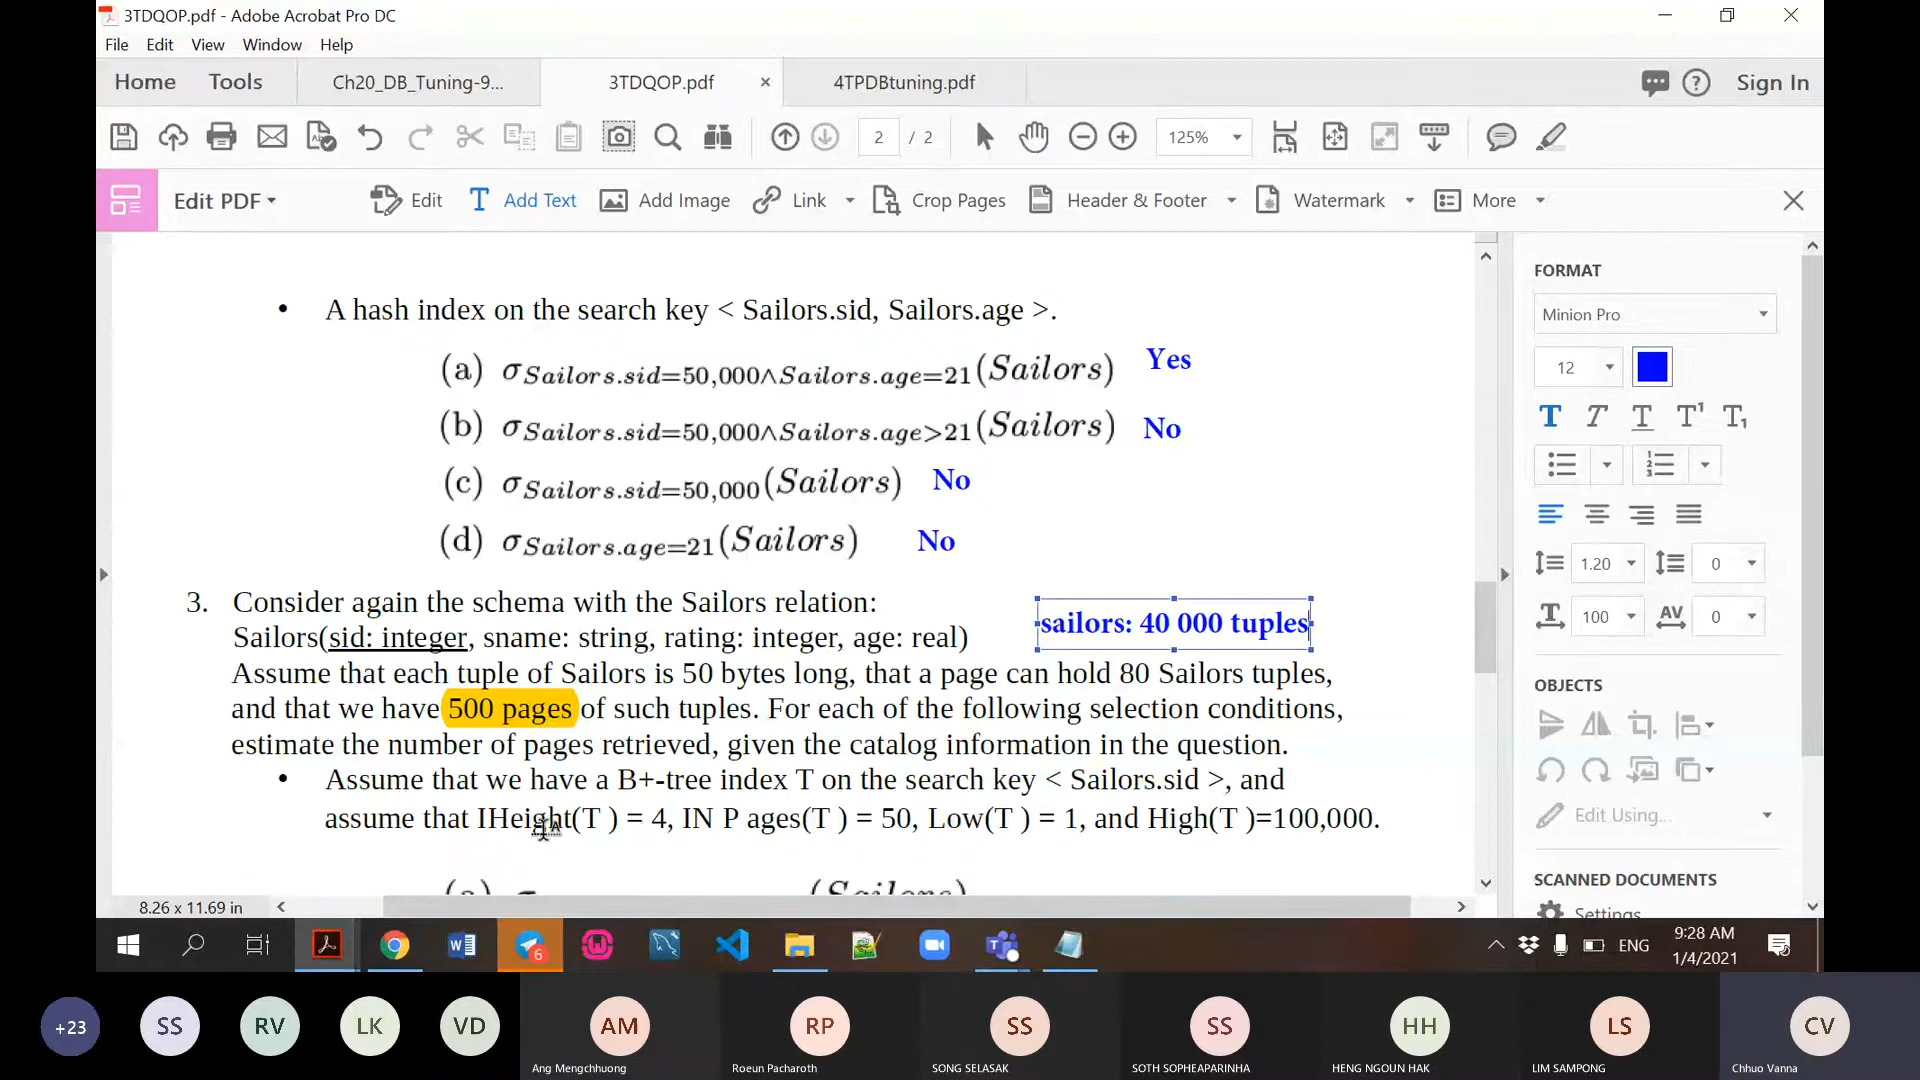 3TDQOP.pdf - Adobe Acrobat Pro DC
File Edit View Window Help
Home Tools Ch20_DB_Tuning-9... 3TDQOP.pdf × 4TPDBtuning.pdf Sign In
2 / 2 125%
Edit PDF Edit Add Text Add Image Link Crop Pages Header & Footer Watermark More
• A hash index on the search key < Sailors.sid, Sailors.age >.
(a) σSailors.sid=50,000∧Sailors.age=21(Sailors) Yes
(b) σSailors.sid=50,000∧Sailors.age>21(Sailors) No
(c) σSailors.sid=50,000(Sailors) No
(d) σSailors.age=21(Sailors) No
3. Consider again the schema with the Sailors relation:
sailors: 40 000 tuples
Sailors(sid: integer, sname: string, rating: integer, age: real)
Assume that each tuple of Sailors is 50 bytes long, that a page can hold 80 Sailors tuples,
and that we have 500 pages of such tuples. For each of the following selection conditions,
estimate the number of pages retrieved, given the catalog information in the question.
• Assume that we have a B+-tree index T on the search key < Sailors.sid >, and
assume that IHeight(T ) = 4, IN P ages(T ) = 50, Low(T ) = 1, and High(T )=100,000.
(a) σ (Sailors)
8.26 x 11.69 in
FORMAT
Minion Pro
12
T T T T¹ T₁
1.20 0
100 AV 0
OBJECTS
Edit Using...
SCANNED DOCUMENTS
Settings
6
ENG
9:28 AM
1/4/2021
+23 SS RV LK VD AM RP SS SS HH LS CV
Ang Mengchhuong Roeun Pacharoth SONG SELASAK SOTH SOPHEAPARINHA HENG NGOUN HAK LIM SAMPONG Chhuo Vanna